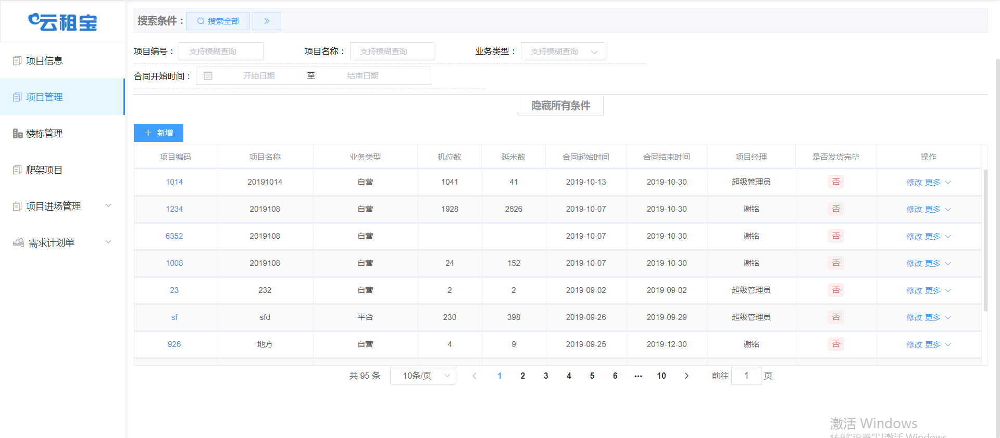 云租宝
项目信息
项目管理
楼栋管理
爬架项目
项目进场管理
需求计划单
搜索条件： 搜索全部
项目编号： 支持模糊查询 项目名称： 支持模糊查询 业务类型： 支持模糊查询
合同开始时间： 开始日期 至 结束日期
隐藏所有条件
新增
项目编码 项目名称 业务类型 机位数 延米数 合同起始时间 合同结束时间 项目经理 是否发货完毕 操作
1014 20191014 自营 1041 41 2019-10-13 2019-10-30 超级管理员 否 修改 更多
1234 2019108 自营 1928 2626 2019-10-07 2019-10-30 谢铭 否 修改 更多
6352 2019108 自营 2019-10-07 2019-10-30 谢铭 否 修改 更多
1008 2019108 自营 24 152 2019-10-07 2019-10-30 谢铭 否 修改 更多
23 232 自营 2 2 2019-09-02 2019-09-02 超级管理员 否 修改 更多
sf sfd 平台 230 398 2019-09-26 2019-09-29 超级管理员 否 修改 更多
926 地方 自营 4 9 2019-09-25 2019-12-30 谢铭 否 修改 更多
共 95 条 10条/页 1 2 3 4 5 6 ••• 10 前往 1 页
激活 Windows
转到“设置”以激活 Windows